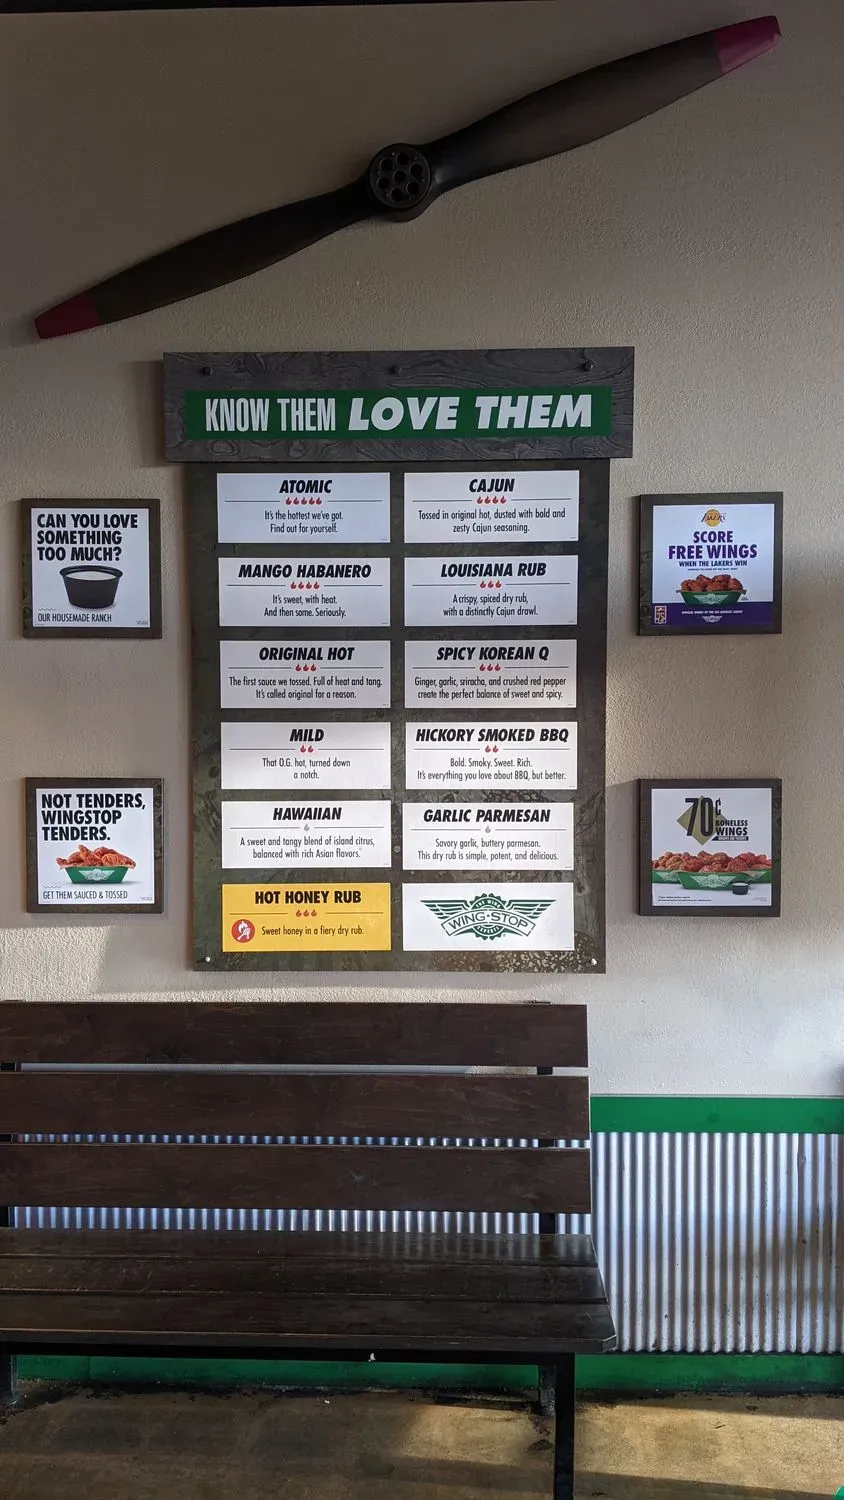 KNOW THEM LOVE THEM
ATOMIC
It's the hottest we've got.
Find out for yourself.
CAJUN
Tossed in original hot, dusted with bold and
zesty Cajun seasoning.
MANGO HABANERO
It's sweet, with heat.
And then some. Seriously.
LOUISIANA RUB
A crispy, spiced dry rub,
with a distinctly Cajun drawl.
ORIGINAL HOT
The first sauce we tossed. Full of heat and tang.
It's called original for a reason.
SPICY KOREAN Q
Ginger, garlic, sriracha, and crushed red pepper
create the perfect balance of sweet and spicy.
MILD
That O.G. hot, turned down
a notch.
HICKORY SMOKED BBQ
Bold. Smoky. Sweet. Rich.
It's everything you love about BBQ, but better.
HAWAIIAN
A sweet and tangy blend of island citrus,
balanced with rich Asian flavors.
GARLIC PARMESAN
Savory garlic, buttery parmesan.
This dry rub is simple, potent, and delicious.
HOT HONEY RUB
Sweet honey in a fiery dry rub.
WING·STOP
CAN YOU LOVE
SOMETHING
TOO MUCH?
OUR HOUSEMADE RANCH
NOT TENDERS,
WINGSTOP
TENDERS.
GET THEM SAUCED & TOSSED
LAKERS
SCORE
FREE WINGS
WHEN THE LAKERS WIN
OFFICIAL WINGS OF THE LOS ANGELES LAKERS
70¢
BONELESS
WINGS